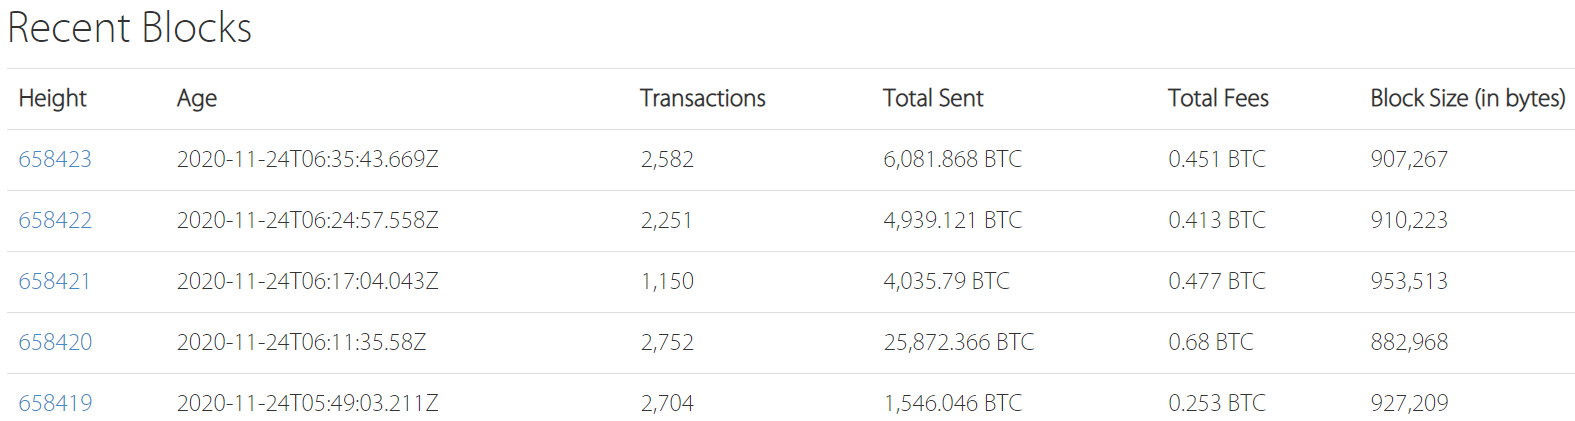 Recent Blocks
Height Age Transactions Total Sent Total Fees Block Size (in bytes)
658423 2020-11-24T06:35:43.669Z 2,582 6,081.868 BTC 0.451 BTC 907,267
658422 2020-11-24T06:24:57.558Z 2,251 4,939.121 BTC 0.413 BTC 910,223
658421 2020-11-24T06:17:04.043Z 1,150 4,035.79 BTC 0.477 BTC 953,513
658420 2020-11-24T06:11:35.58Z 2,752 25,872.366 BTC 0.68 BTC 882,968
658419 2020-11-24T05:49:03.211Z 2,704 1,546.046 BTC 0.253 BTC 927,209